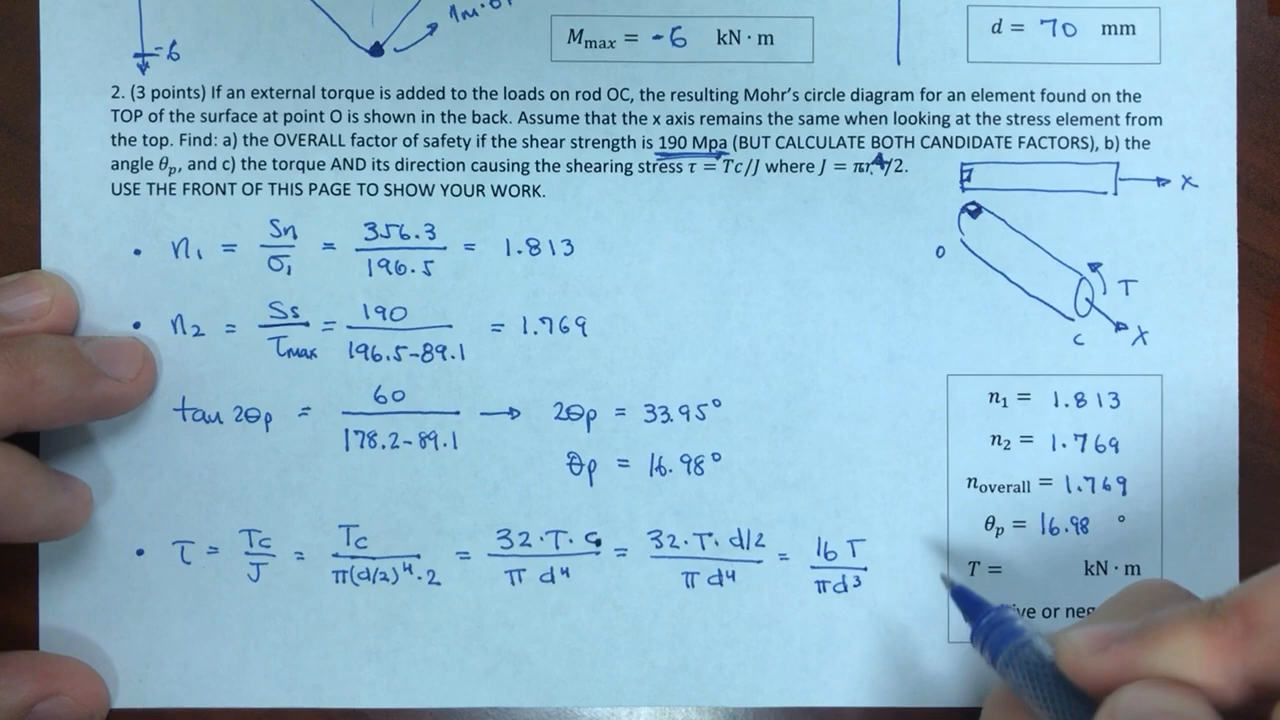 1m·
-6
M_max = -6 kN · m
d = 70 mm
2. (3 points) If an external torque is added to the loads on rod OC, the resulting Mohr's circle diagram for an element found on the
TOP of the surface at point O is shown in the back. Assume that the x axis remains the same when looking at the stress element from
the top. Find: a) the OVERALL factor of safety if the shear strength is 190 Mpa (BUT CALCULATE BOTH CANDIDATE FACTORS), b) the
angle θp, and c) the torque AND its direction causing the shearing stress τ = Tc/J where J = πr⁴/2.
USE THE FRONT OF THIS PAGE TO SHOW YOUR WORK.
X
O
T
C
X
• n1 = Sn/σ1 = 356.3/196.5 = 1.813
• n2 = Ss/τmax = 190/(196.5-89.1) = 1.769
tan 2θp = 60/(178.2-89.1) → 2θp = 33.95°
θp = 16.98°
• τ = Tc/J = Tc/(π(d/2)⁴·2) = 32·T·c/(π d⁴) = 32·T·d/2/(π d⁴) = 16T/(πd³)
n1 = 1.813
n2 = 1.769
noverall = 1.769
θp = 16.98 °
T = kN · m
ive or neg